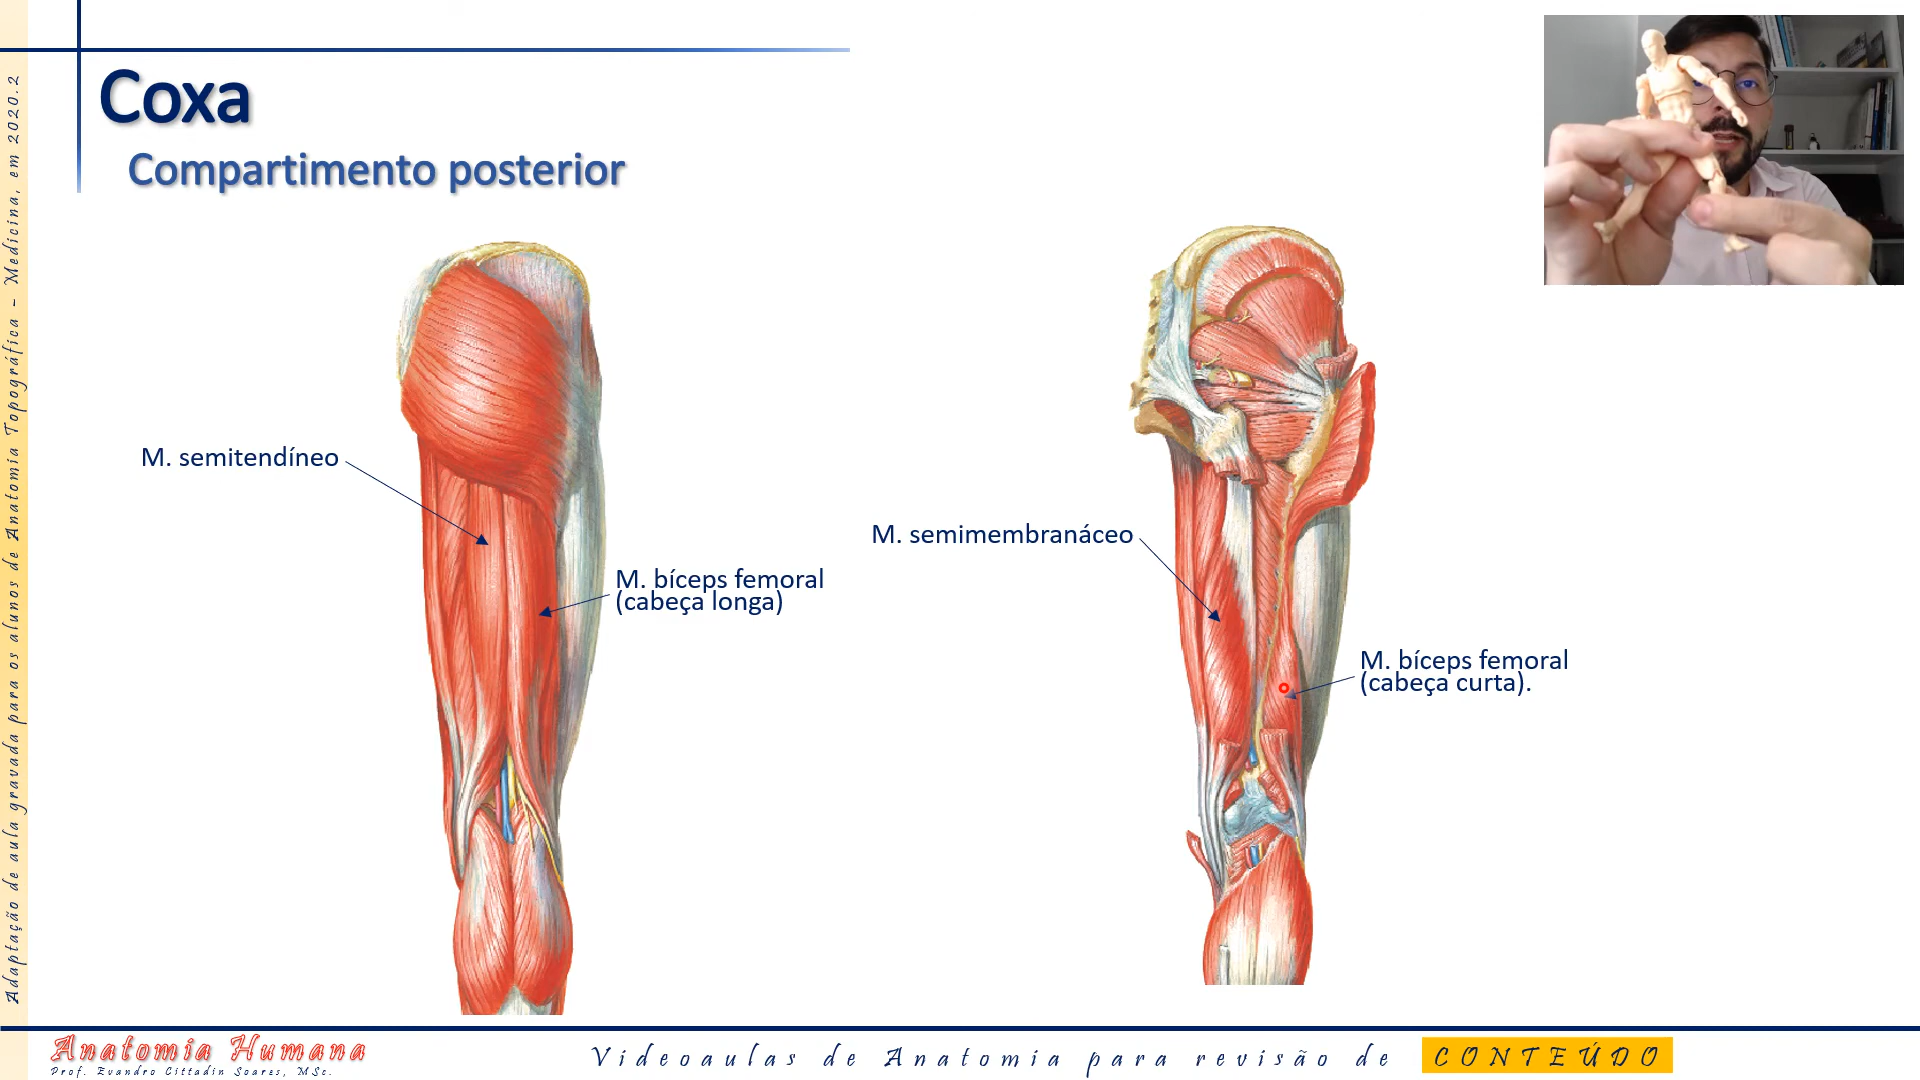 Adaptação de aula gravada para os alunos de Anatomia Topográfica – Medicina, em 2020.2
Coxa
Compartimento posterior
M. semitendíneo
M. bíceps femoral
(cabeça longa)
M. semimembranáceo
M. bíceps femoral
(cabeça curta).
Anatomia Humana
Prof. Evandro Cittadin Soares, MSc.
Videoaulas de Anatomia para revisão de CONTEÚDO